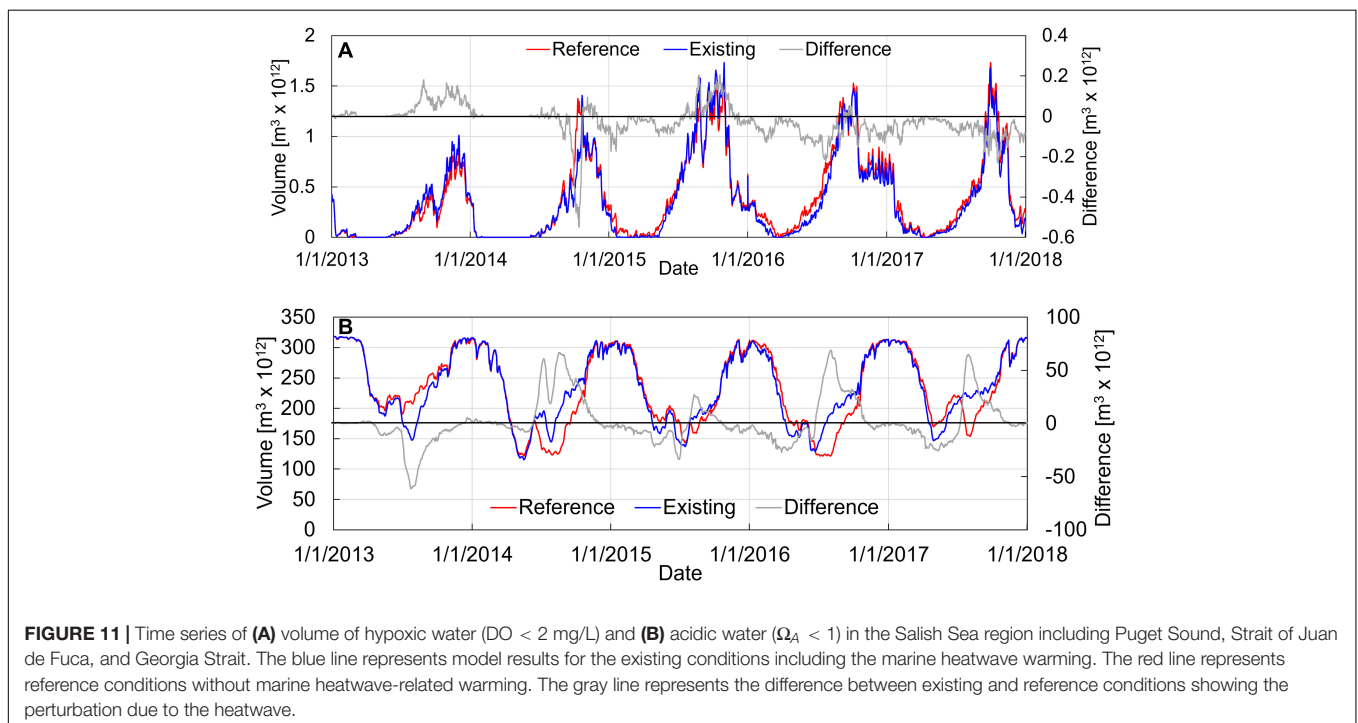 A
Reference Existing Difference
2
1.5
1
0.5
0
Volume [m³ x 10¹²]
0.4
0.2
0
-0.2
-0.4
-0.6
Difference [m³ x 10¹²]
1/1/2013 1/1/2014 1/1/2015 1/1/2016 1/1/2017 1/1/2018
Date
B
350
300
250
200
150
100
50
0
Volume [m³ x 10¹²]
100
50
0
-50
-100
Difference [m³ x 10¹²]
Reference Existing Difference
1/1/2013 1/1/2014 1/1/2015 1/1/2016 1/1/2017 1/1/2018
Date
FIGURE 11 | Time series of (A) volume of hypoxic water (DO < 2 mg/L) and (B) acidic water (Ω_A < 1) in the Salish Sea region including Puget Sound, Strait of Juan
de Fuca, and Georgia Strait. The blue line represents model results for the existing conditions including the marine heatwave warming. The red line represents
reference conditions without marine heatwave-related warming. The gray line represents the difference between existing and reference conditions showing the
perturbation due to the heatwave.